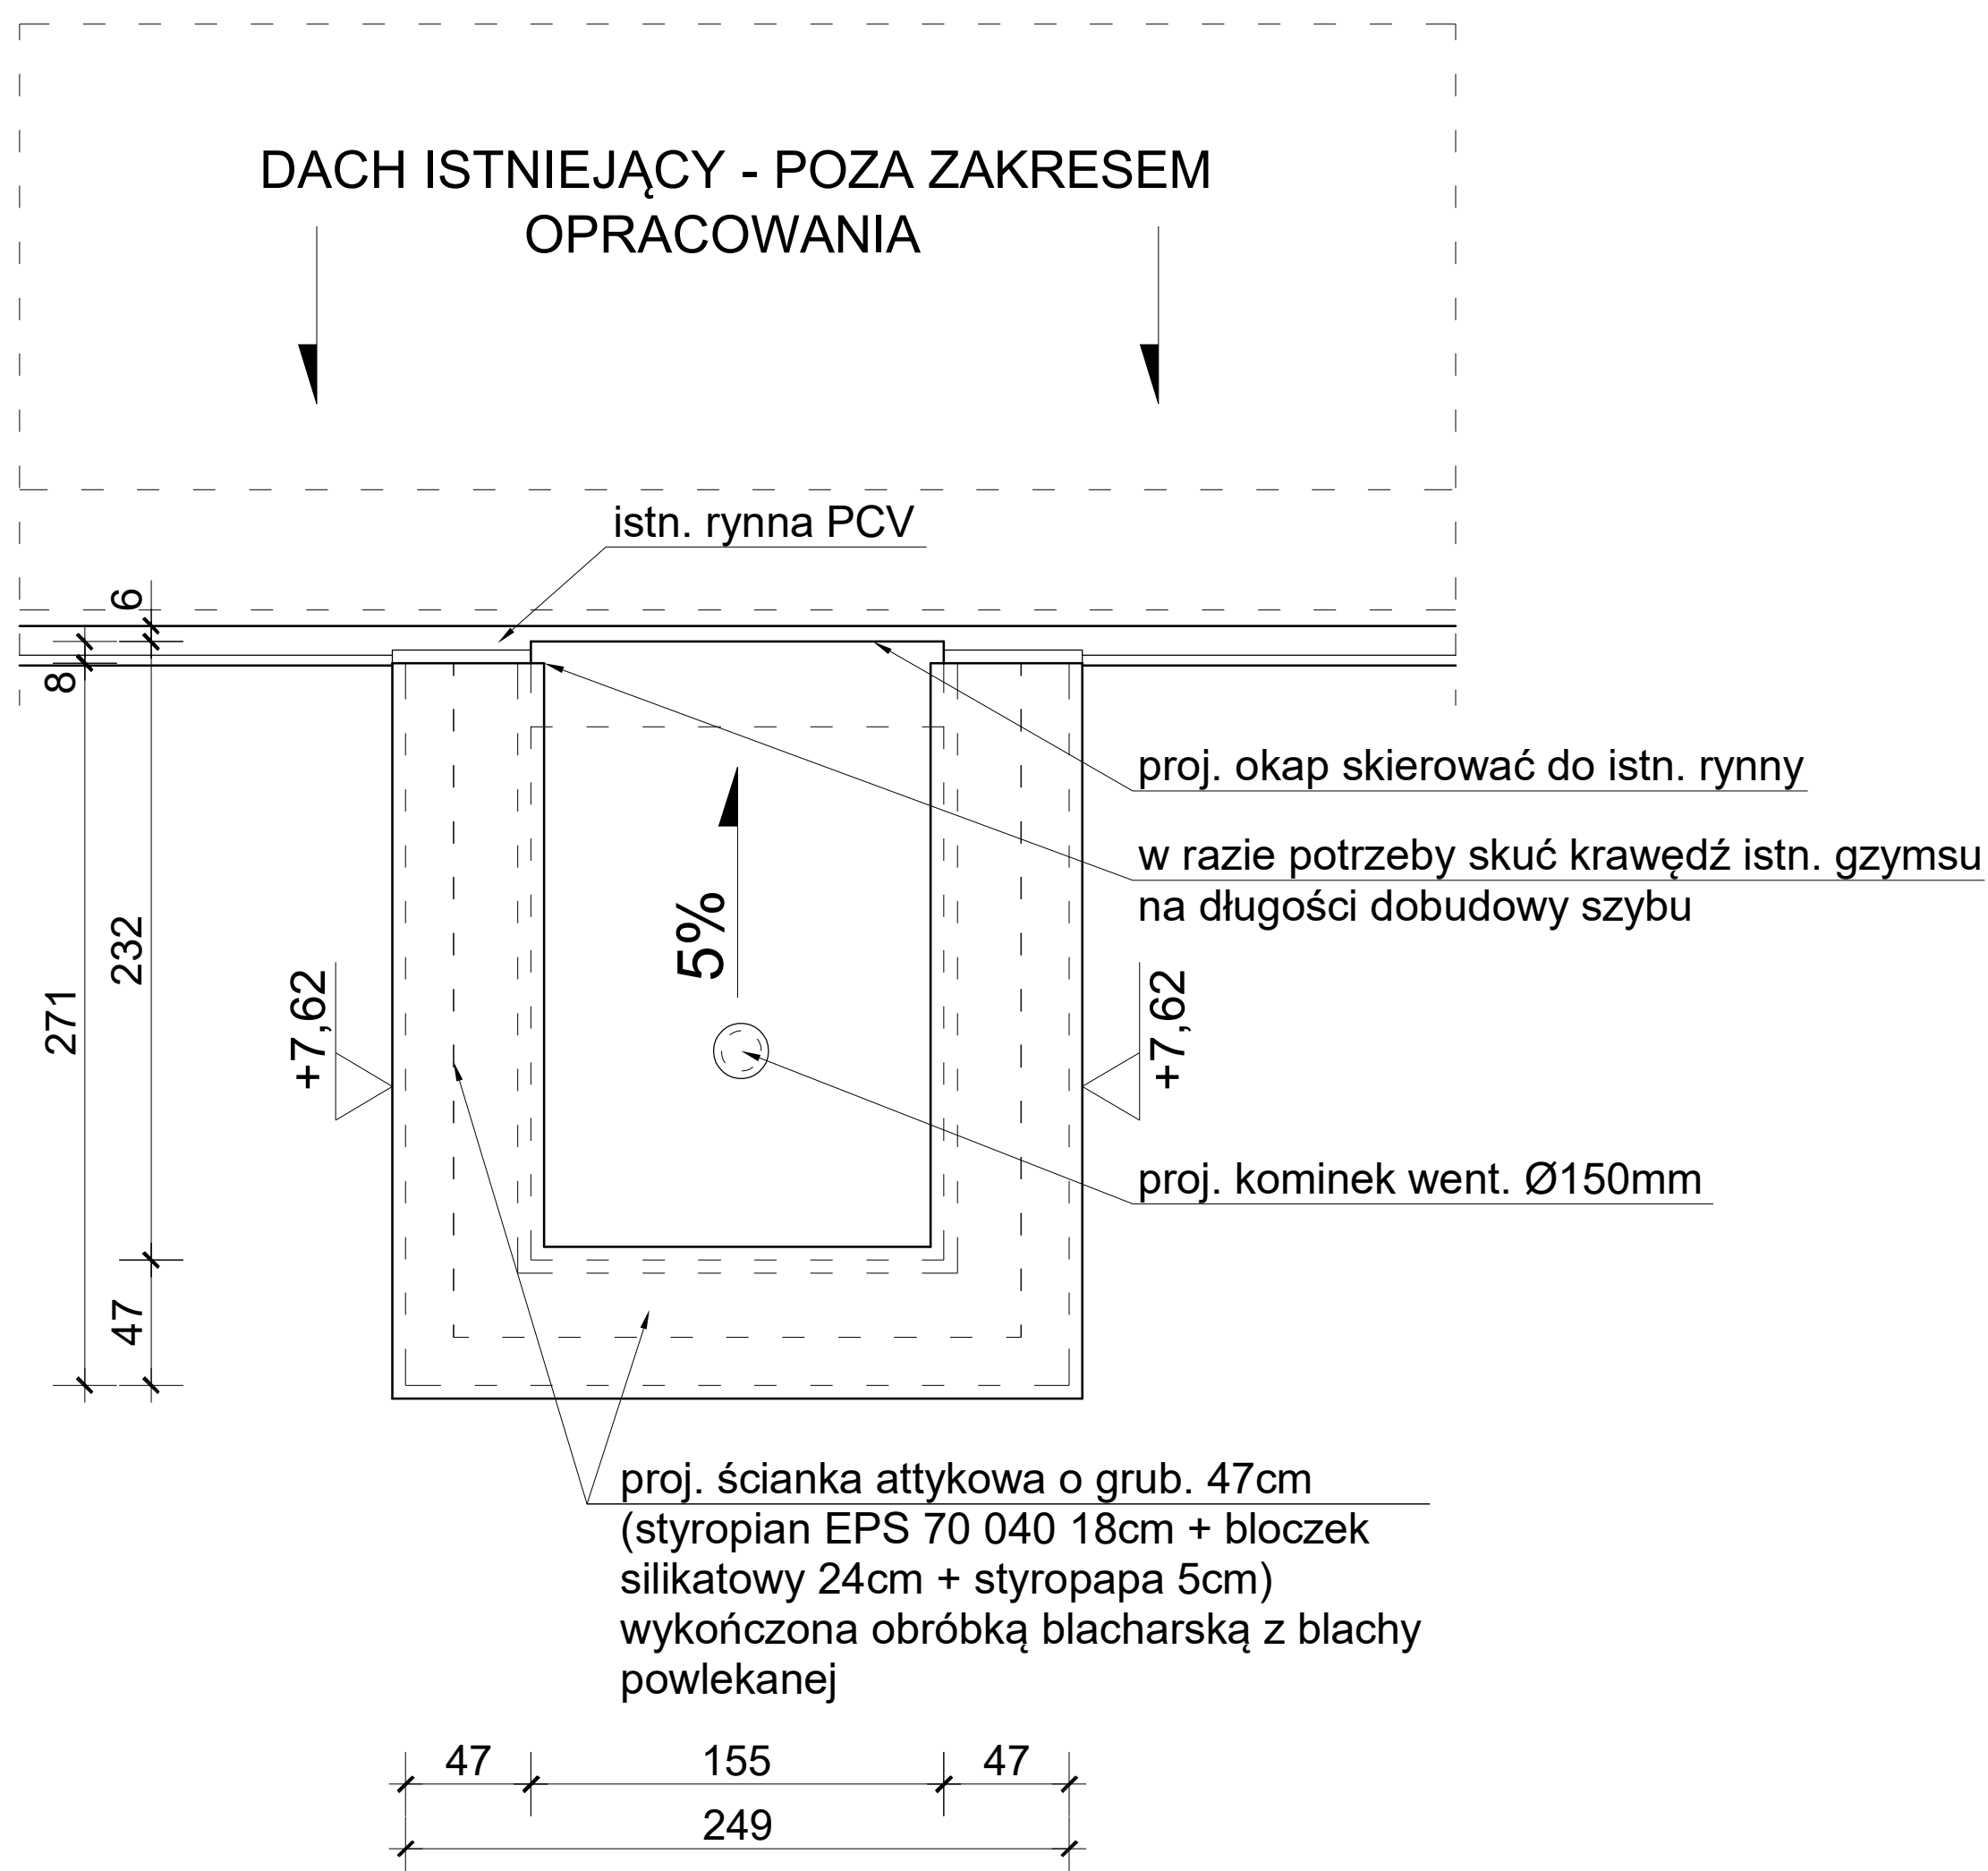 DACH ISTNIEJĄCY - POZA ZAKRESEM
OPRACOWANIA
istn. rynna PCV
6
8
proj. okap skierować do istn. rynny
w razie potrzeby skuć krawędź istn. gzymsu
na długości dobudowy szybu
5%
232
271
+7,62
+7,62
proj. kominek went. Ø150mm
47
proj. ścianka attykowa o grub. 47cm
(styropian EPS 70 040 18cm + bloczek
silikatowy 24cm + styropapa 5cm)
wykończona obróbką blacharską z blachy
powlekanej
47 155 47
249